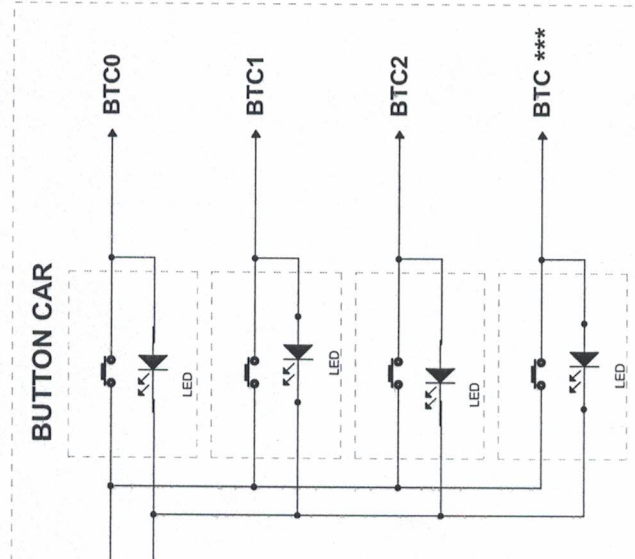 BUTTON CAR
BTC0
LED
BTC1
LED
BTC2
LED
BTC ***
LED